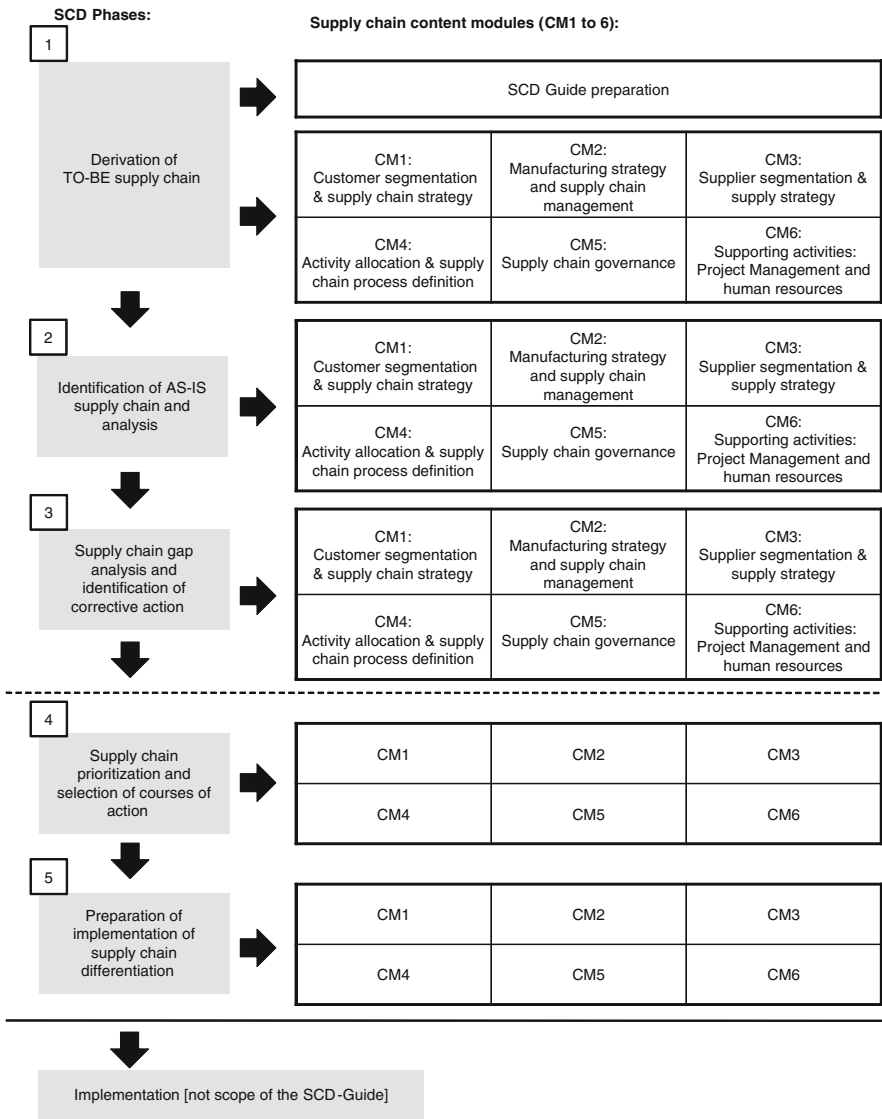 SCD Phases:
Supply chain content modules (CM1 to 6):
1
Derivation of
TO-BE supply chain
SCD Guide preparation
CM1:
Customer segmentation
& supply chain strategy
CM2:
Manufacturing strategy
and supply chain
management
CM3:
Supplier segmentation &
supply strategy
CM4:
Activity allocation & supply
chain process definition
CM5:
Supply chain governance
CM6:
Supporting activities:
Project Management and
human resources
2
Identification of AS-IS
supply chain and
analysis
CM1:
Customer segmentation
& supply chain strategy
CM2:
Manufacturing strategy
and supply chain
management
CM3:
Supplier segmentation &
supply strategy
CM4:
Activity allocation & supply
chain process definition
CM5:
Supply chain governance
CM6:
Supporting activities:
Project Management and
human resources
3
Supply chain gap
analysis and
identification of
corrective action
CM1:
Customer segmentation
& supply chain strategy
CM2:
Manufacturing strategy
and supply chain
management
CM3:
Supplier segmentation &
supply strategy
CM4:
Activity allocation & supply
chain process definition
CM5:
Supply chain governance
CM6:
Supporting activities:
Project Management and
human resources
4
Supply chain
prioritization and
selection of courses of
action
CM1
CM2
CM3
CM4
CM5
CM6
5
Preparation of
implementation of
supply chain
differentiation
CM1
CM2
CM3
CM4
CM5
CM6
Implementation [not scope of the SCD-Guide]